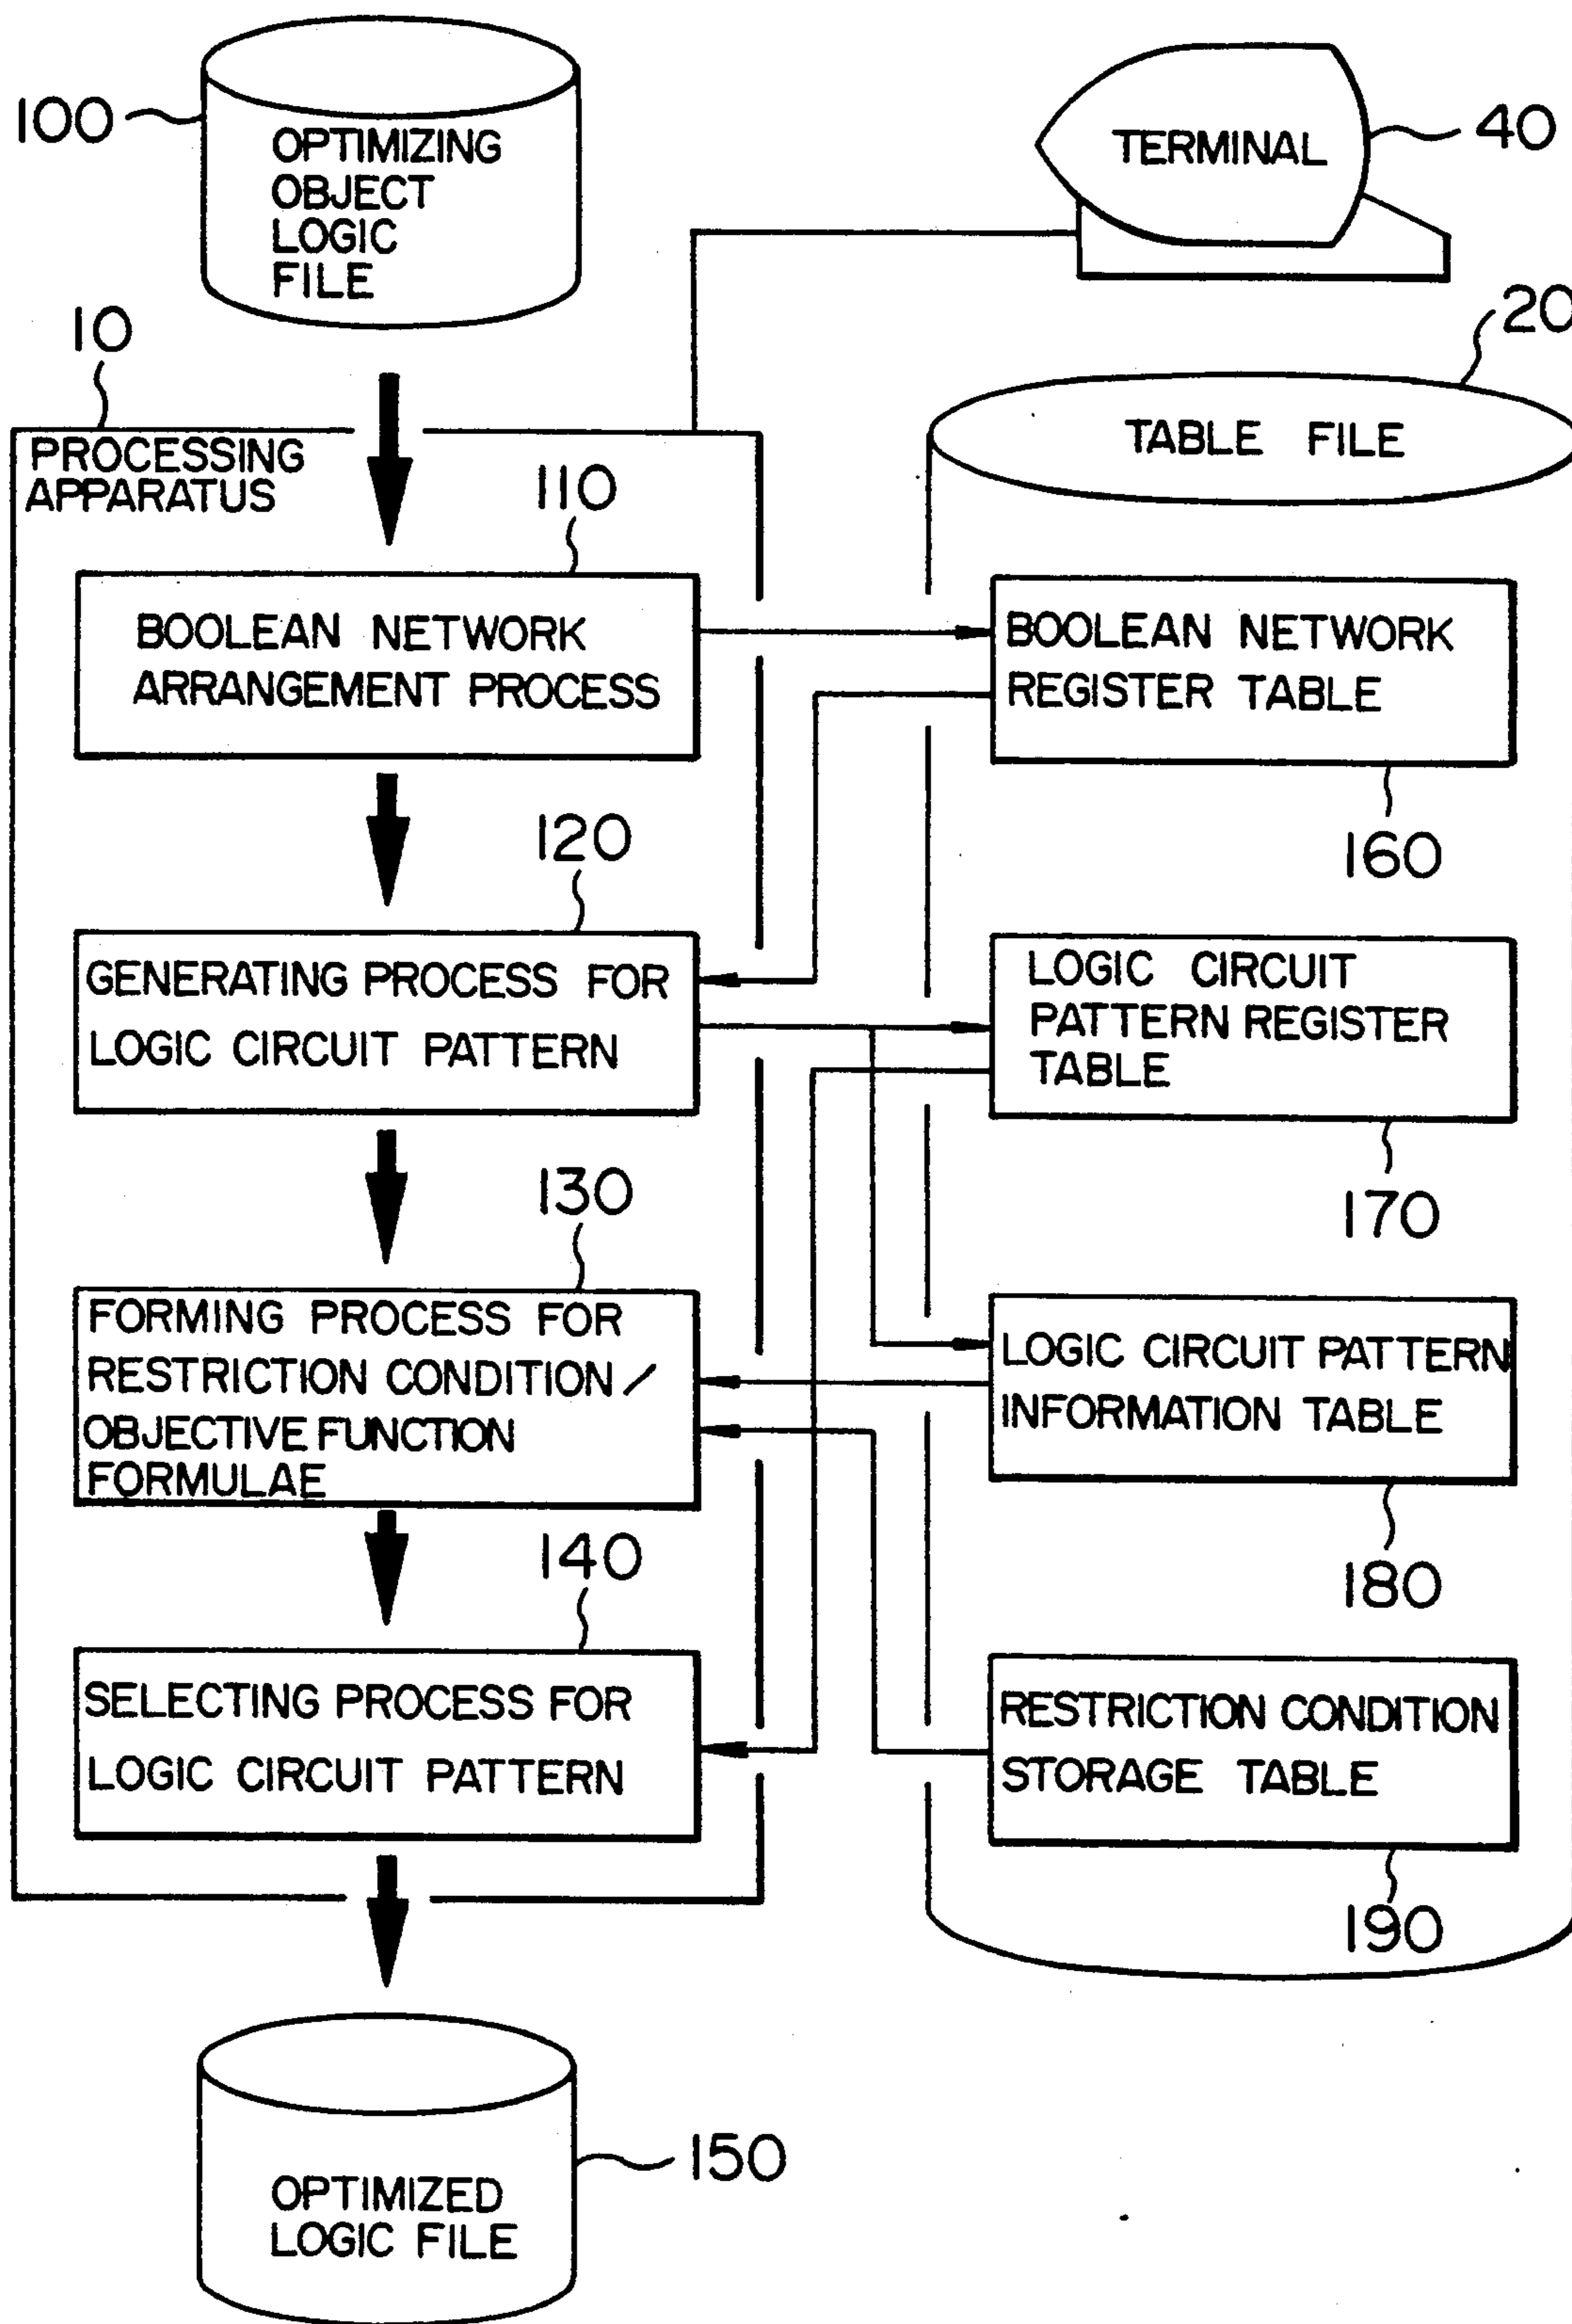 100
OPTIMIZING
OBJECT
LOGIC
FILE
TERMINAL
40
10
20
PROCESSING
APPARATUS
TABLE FILE
110
BOOLEAN NETWORK
ARRANGEMENT PROCESS
BOOLEAN NETWORK
REGISTER TABLE
160
120
GENERATING PROCESS FOR
LOGIC CIRCUIT PATTERN
LOGIC CIRCUIT
PATTERN REGISTER
TABLE
170
130
FORMING PROCESS FOR
RESTRICTION CONDITION /
OBJECTIVE FUNCTION
FORMULAE
LOGIC CIRCUIT PATTERN
INFORMATION TABLE
180
140
SELECTING PROCESS FOR
LOGIC CIRCUIT PATTERN
RESTRICTION CONDITION
STORAGE TABLE
190
150
OPTIMIZED
LOGIC FILE